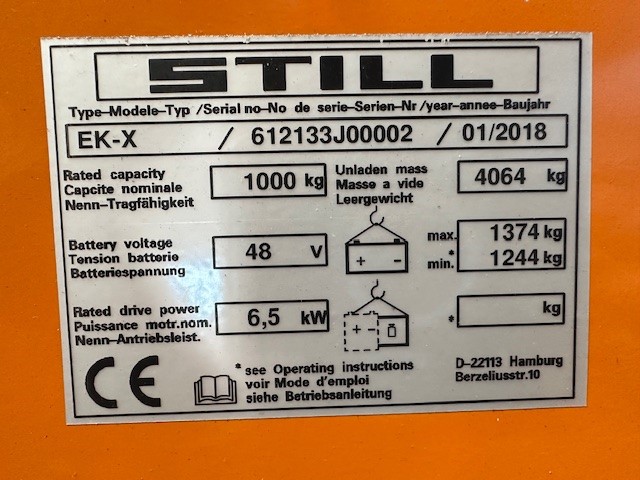 STILL
Type–Modele–Typ /Serial no–No de serie–Serien–Nr /year–annee–Baujahr
EK-X / 612133J00002 / 01/2018
Rated capacity
Capcite nominale
Nenn–Tragfähigkeit
1000 kg
Unladen mass
Masse a vide
Leergewicht
4064 kg
Battery voltage
Tension batterie
Batteriespannung
48 V
+ −
max. 1374 kg
min.* 1244 kg
Rated drive power
Puissance motr.nom.
Nenn–Antriebsleist.
6,5 kW
+ −
* kg
CE
* see Operating instructions
voir Mode d'emploi
siehe Betriebsanleitung
D–22113 Hamburg
Berzeliusstr.10